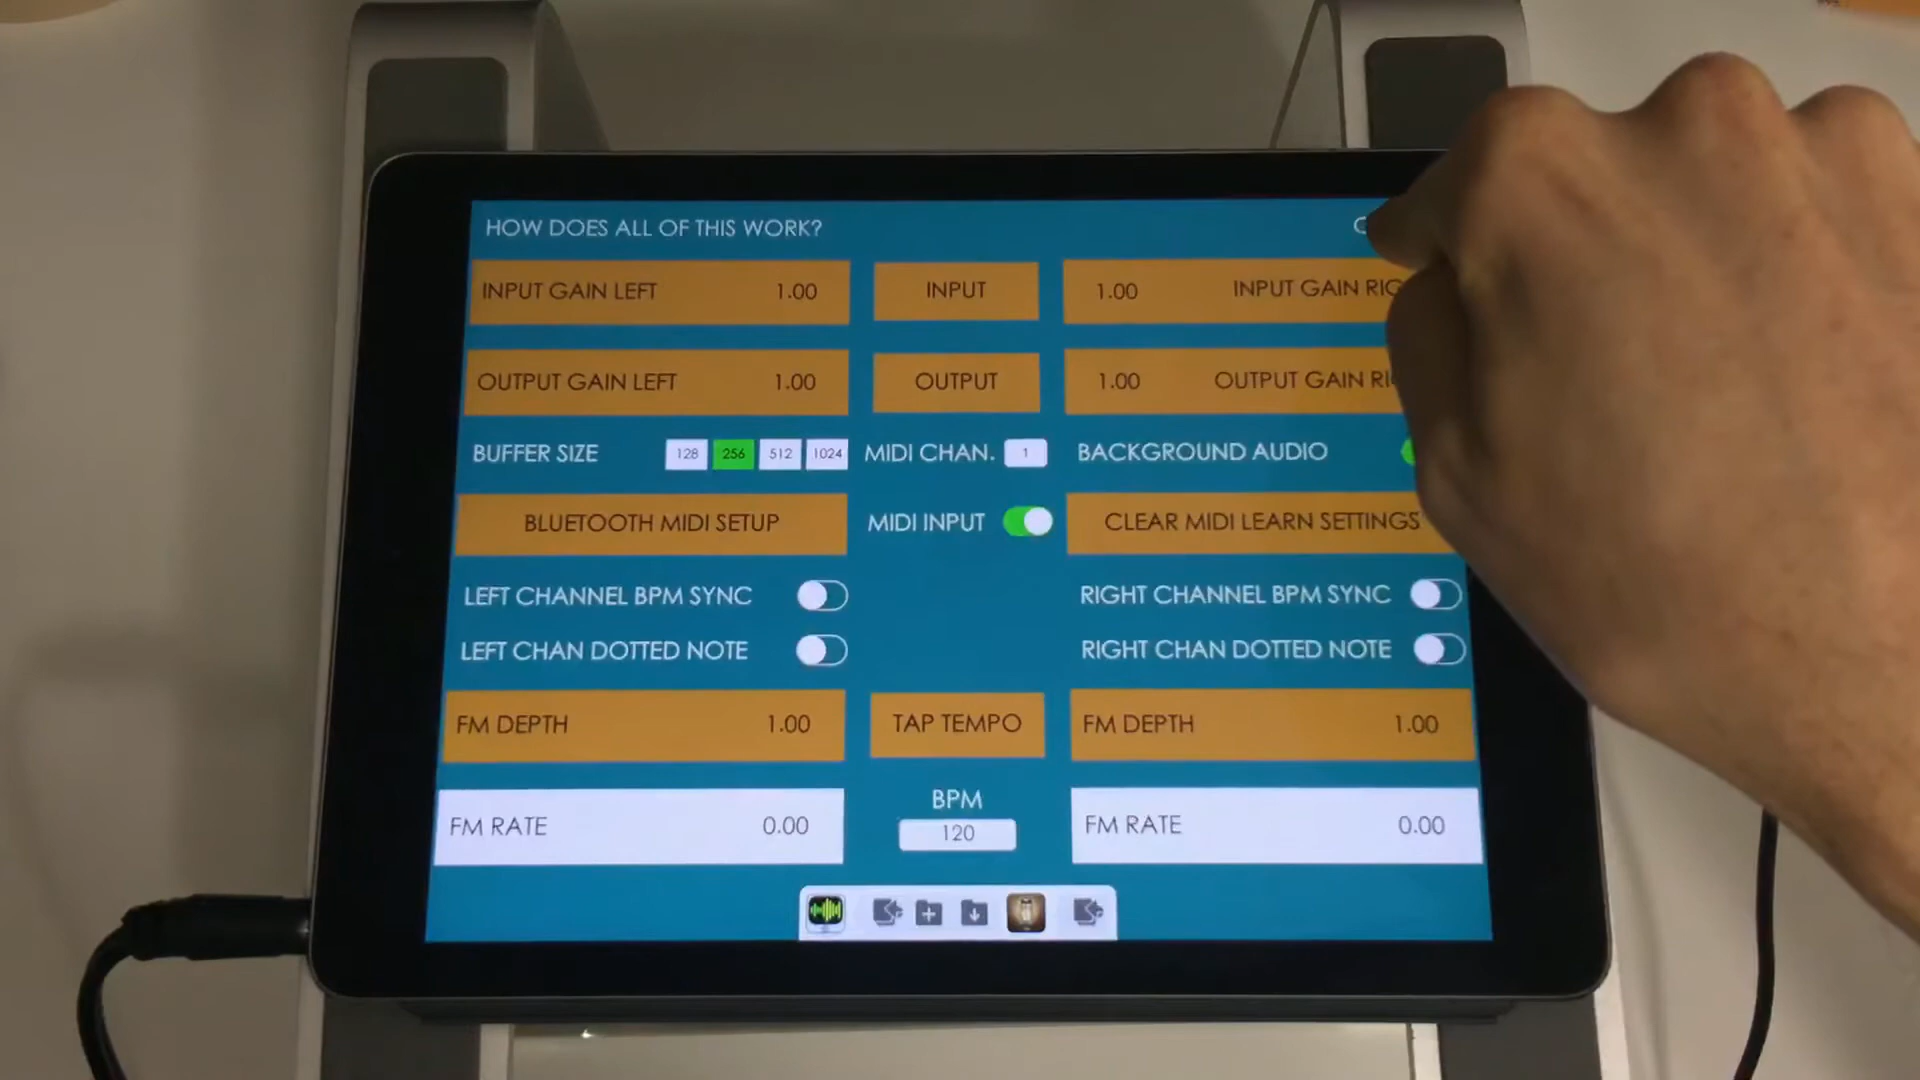 HOW DOES ALL OF THIS WORK?
INPUT GAIN LEFT 1.00 INPUT 1.00 INPUT GAIN
OUTPUT GAIN LEFT 1.00 OUTPUT 1.00 OUTPUT GAIN
BUFFER SIZE 128 256 512 1024 MIDI CHAN. 1 BACKGROUND AUDIO
BLUETOOTH MIDI SETUP MIDI INPUT CLEAR MIDI LEARN SETTINGS
LEFT CHANNEL BPM SYNC RIGHT CHANNEL BPM SYNC
LEFT CHAN DOTTED NOTE RIGHT CHAN DOTTED NOTE
FM DEPTH 1.00 TAP TEMPO FM DEPTH 1.00
BPM
FM RATE 0.00 120 FM RATE 0.00